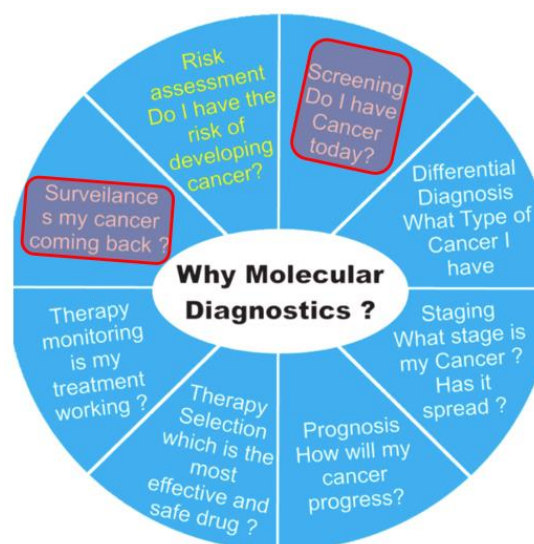 Why Molecular
Diagnostics ?
Risk
assessment
Do I have the
risk of
developing
cancer?
Screening
Do I have
Cancer
today?
Differential
Diagnosis
What Type of
Cancer I
have
Staging
What stage is
my Cancer ?
Has it
spread ?
Prognosis
How will my
cancer
progress?
Therapy
Selection
which is the
most
effective and
safe drug ?
Therapy
monitoring
is my
treatment
working ?
Surveilance
s my cancer
coming back ?